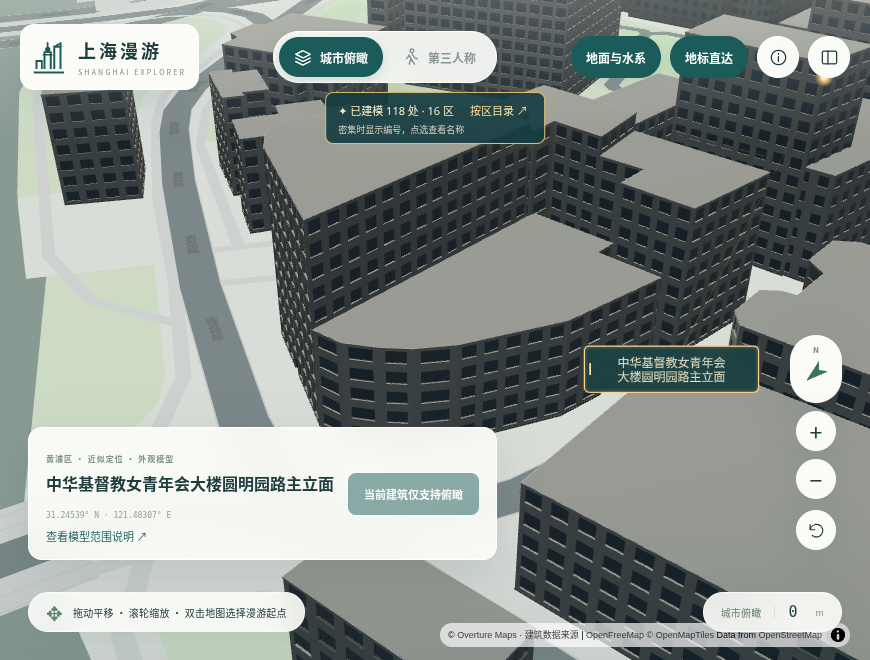 上海漫游
SHANGHAI EXPLORER
城市俯瞰
第三人称
地面与水系
地标直达
✦ 已建模 118 处 · 16 区 按区目录 ↗
密集时显示编号，点选查看名称
中华基督教女青年会
大楼圆明园路主立面
N
黄浦区 · 近似定位 · 外观模型
中华基督教女青年会大楼圆明园路主立面
当前建筑仅支持俯瞰
31.24539° N · 121.48307° E
查看模型范围说明 ↗
拖动平移 · 滚轮缩放 · 双击地图选择漫游起点
城市俯瞰 0 m
© Overture Maps · 建筑数据来源 | OpenFreeMap © OpenMapTiles Data from OpenStreetMap